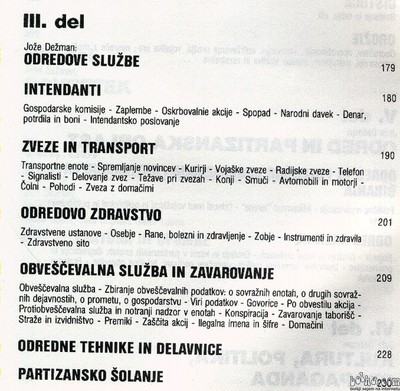 III. del
Jože Dežman:
ODREDOVE SLUŽBE 179
INTENDANTI 180
Gospodarske komisije - Zaplembe - Oskrbovalnie akcije - Spopad - Narodni davek - Denar,
potrdila in boni - Intendantsko poslovanje
ZVEZE IN TRANSPORT 190
Transportne enote - Spremljanje novincev - Kurirji - Vojaške zveze - Radijske zveze - Telefon
- Signalisti - Delovanje zvez - Težave pri zvezah - Konji - Smuči - Avtomobili in motorji -
Čolni - Pohodi - Zveza z domačimi
ODREDOVO ZDRAVSTVO 201
Zdravstvene ustanove - Osebje - Rane, bolezni in zdravljenje - Zobje - Instrumenti in zdravila
- Zdravstveno sito
OBVEŠČEVALNA SLUŽBA IN ZAVAROVANJE 209
Obveščevalna služba - Zbiranje obveščevalnih podatkov: o sovražnih enotah, o drugih sovraž-
nih dejavnostih, o prometu, o gospodarstvu - Viri podatkov - Govorice - Po obvestilu akcija -
Protiobveščevalna služba in notranji nadzor v enotah - Konspiracija - Zavarovanje taborišč -
Straže in izvidništvo - Premiki - Zaščita akcij - Ilegalna imena in šifre - Domačini
ODREDNE TEHNIKE IN DELAVNICE 228
PARTIZANSKO ŠOLANJE 230